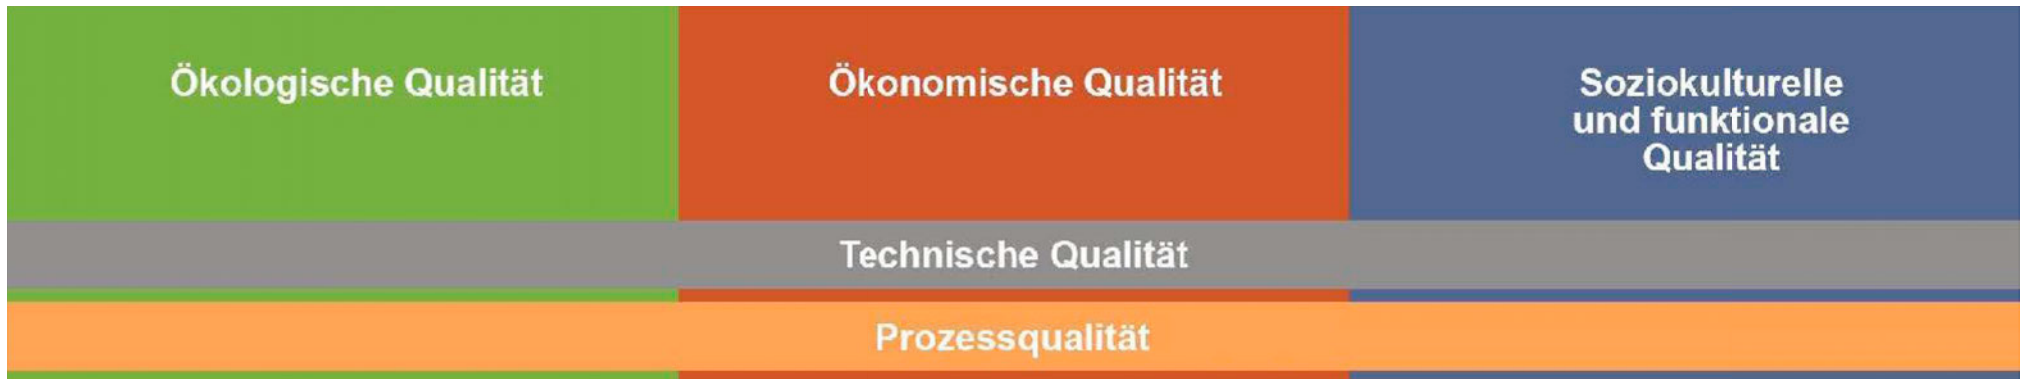 Ökologische Qualität
Ökonomische Qualität
Soziokulturelle
und funktionale
Qualität
Technische Qualität
Prozessqualität